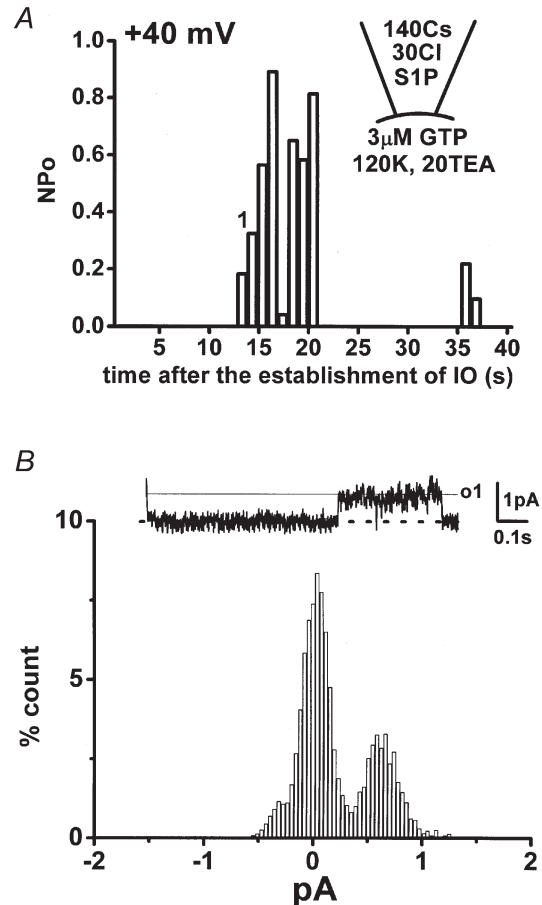 A
+40 mV
140Cs
30Cl
S1P
3µM GTP
120K, 20TEA
NPo
1.0
0.8
0.6
0.4
0.2
0.0
1
5 10 15 20 25 30 35 40
time after the establishment of IO (s)
B
o1
1pA
0.1s
% count
10
5
0
-2 -1 0 1 2
pA